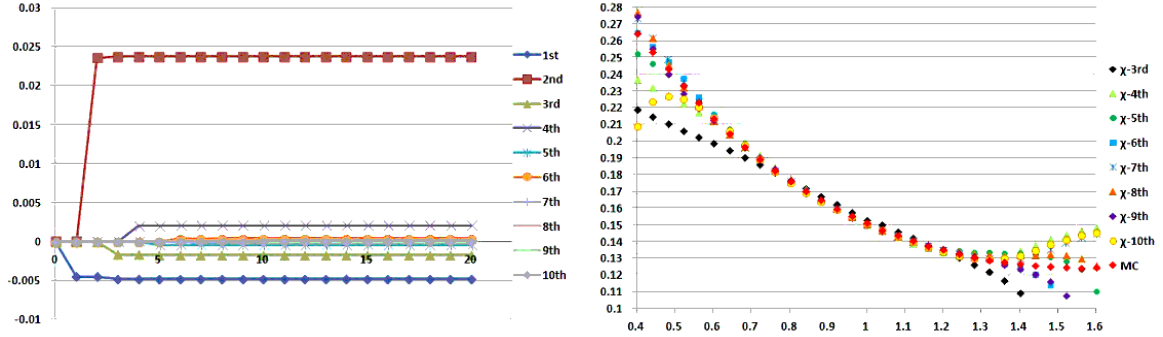 0.03
0.025
0.02
0.015
0.01
0.005
0
-0.005
-0.01
0
5
10
15
20
1st
2nd
3rd
4th
5th
6th
7th
8th
9th
10th
0.28
0.27
0.26
0.25
0.24
0.23
0.22
0.21
0.2
0.19
0.18
0.17
0.16
0.15
0.14
0.13
0.12
0.11
0.1
0.4 0.5 0.6 0.7 0.8 0.9 1 1.1 1.2 1.3 1.4 1.5 1.6
χ-3rd
χ-4th
χ-5th
χ-6th
χ-7th
χ-8th
χ-9th
χ-10th
MC